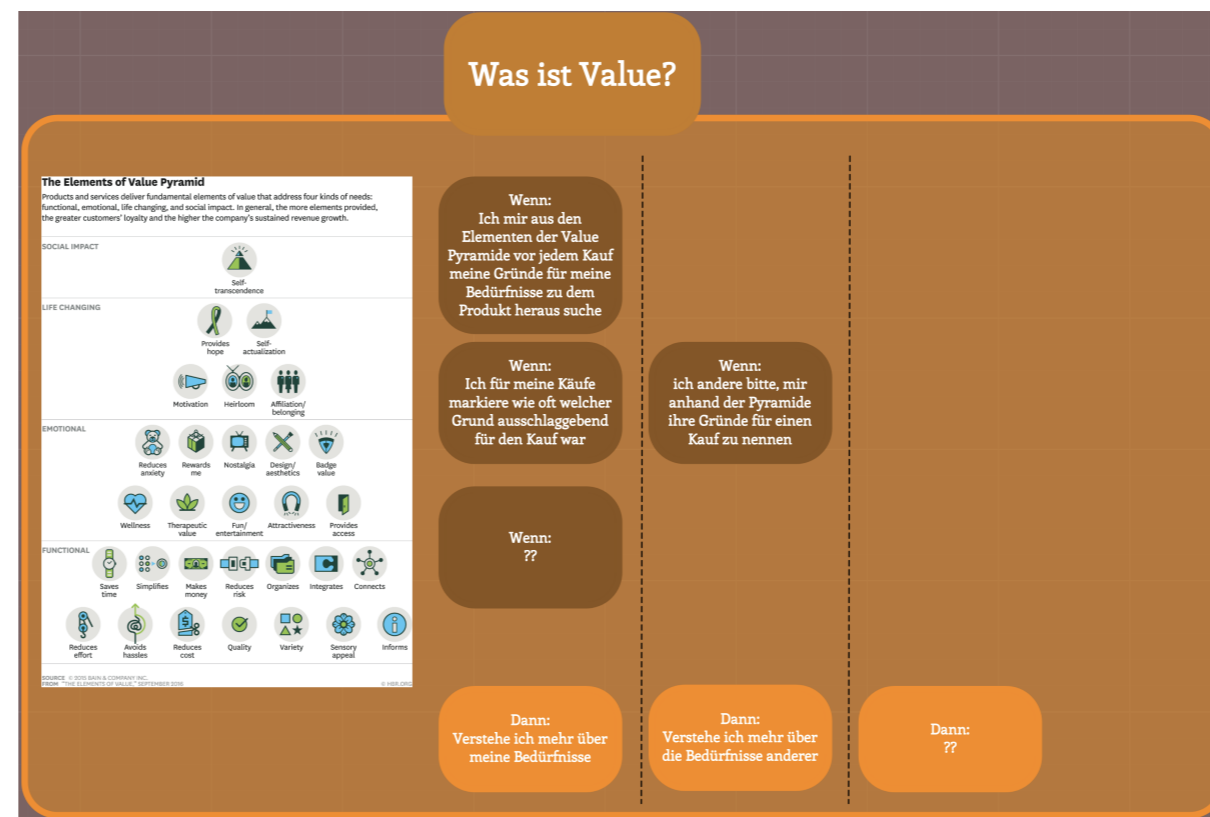 Was ist Value?
The Elements of Value Pyramid
Products and services deliver fundamental elements of value that address four kinds of needs:
functional, emotional, life changing, and social impact. In general, the more elements provided,
the greater customers' loyalty and the higher the company's sustained revenue growth.
SOCIAL IMPACT
Self-
transcendence
LIFE CHANGING
Provides
hope
Self-
actualization
Motivation
Heirloom
Affiliation/
belonging
EMOTIONAL
Reduces
anxiety
Rewards
me
Nostalgia
Design/
aesthetics
Badge
value
Wellness
Therapeutic
value
Fun/
entertainment
Attractiveness
Provides
access
FUNCTIONAL
Saves
time
Simplifies
Makes
money
Reduces
risk
Organizes
Integrates
Connects
Reduces
effort
Avoids
hassles
Reduces
cost
Quality
Variety
Sensory
appeal
Informs
SOURCE © 2015 BAIN & COMPANY INC.
FROM "THE ELEMENTS OF VALUE," SEPTEMBER 2016
© HBR.ORG
Wenn:
Ich mir aus den
Elementen der Value
Pyramide vor jedem Kauf
meine Gründe für meine
Bedürfnisse zu dem
Produkt heraus suche
Wenn:
Ich für meine Käufe
markiere wie oft welcher
Grund ausschlaggebend
für den Kauf war
Wenn:
ich andere bitte, mir
anhand der Pyramide
ihre Gründe für einen
Kauf zu nennen
Wenn:
??
Dann:
Verstehe ich mehr über
meine Bedürfnisse
Dann:
Verstehe ich mehr über
die Bedürfnisse anderer
Dann:
??